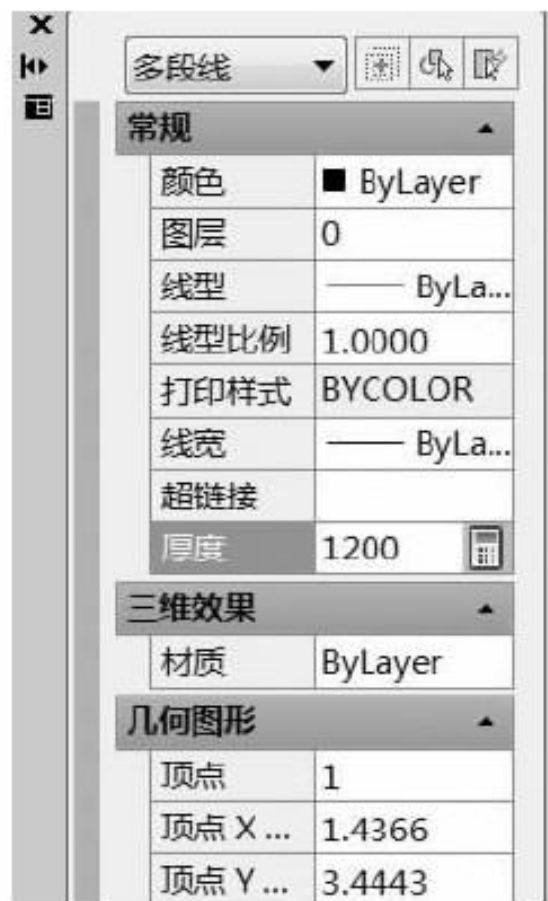 多段线
常规
颜色 ByLayer
图层 0
线型 ByLa...
线型比例 1.0000
打印样式 BYCOLOR
线宽 ByLa...
超链接
厚度 1200
三维效果
材质 ByLayer
几何图形
顶点 1
顶点 X ... 1.4366
顶点 Y ... 3.4443